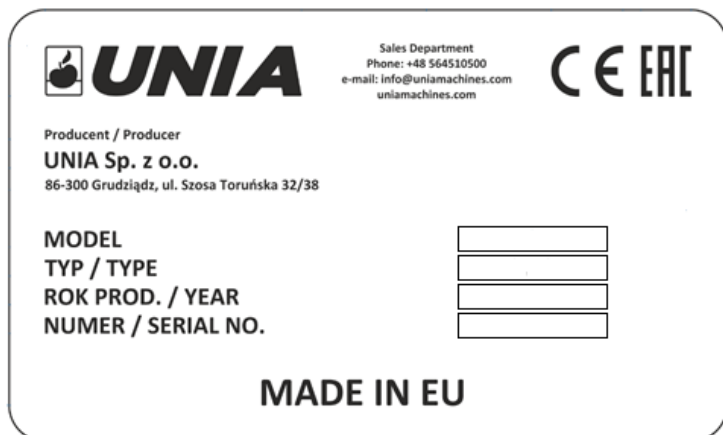 UNIA
Sales Department
Phone: +48 564510500
e-mail: info@uniamachines.com
uniamachines.com
CE EAC
Producent / Producer
UNIA Sp. z o.o.
86-300 Grudziądz, ul. Szosa Toruńska 32/38
MODEL
TYP / TYPE
ROK PROD. / YEAR
NUMER / SERIAL NO.
MADE IN EU